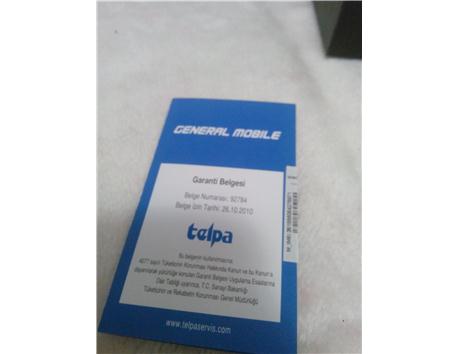 GENERAL MOBILE
Garanti Belgesi
Belge Numarası: 92784
Belge İzin Tarihi: 26.10.2010
telpa
Bu belgenin kullanılmasına;
4077 sayılı Tüketicinin Korunması Hakkında Kanun ve bu Kanun'a
dayanılarak yürürlüğe konulan Garanti Belgesi Uygulama Esaslarına
Dair Tebliğ uyarınca, T.C. Sanayi Bakanlığı
Tüketicinin ve Rekabetin Korunması Genel Müdürlüğü
www.telpaservis.com